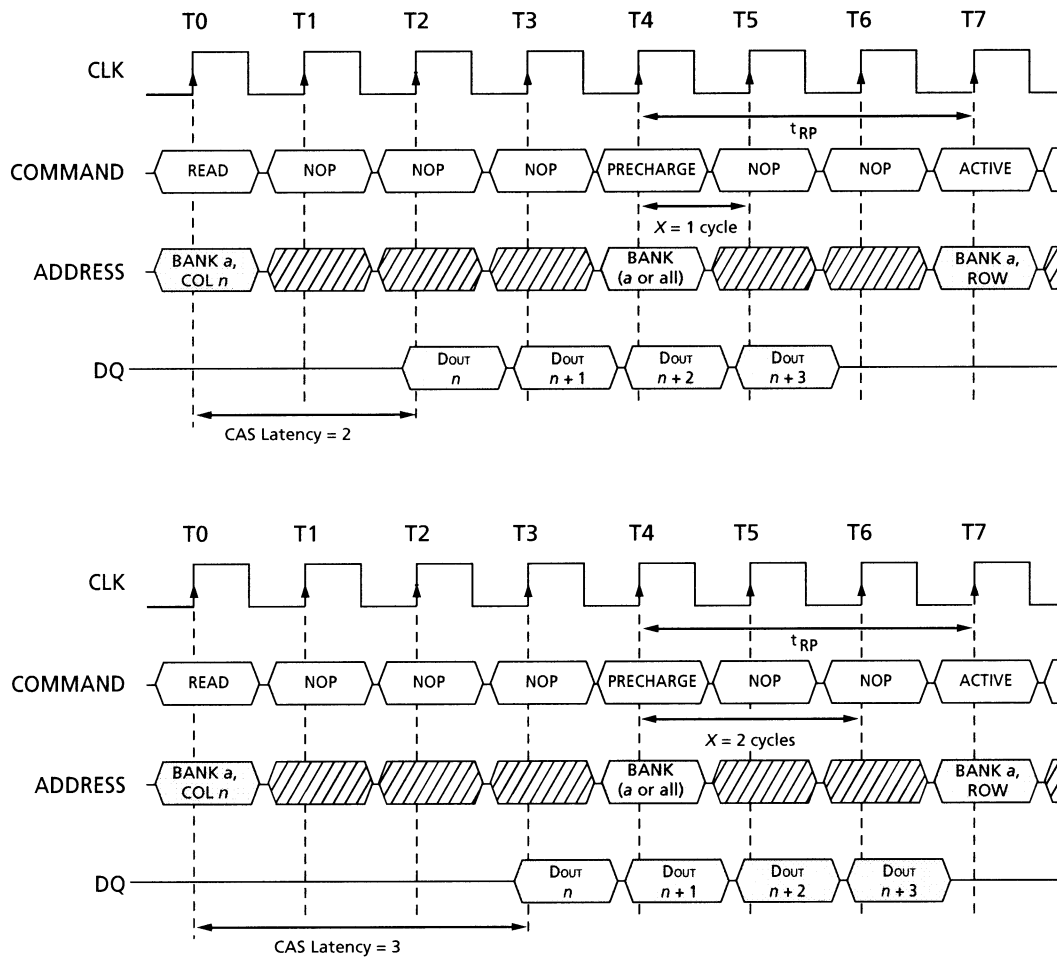 T0 T1 T2 T3 T4 T5 T6 T7
CLK
tRP
COMMAND READ NOP NOP NOP PRECHARGE NOP NOP ACTIVE
X = 1 cycle
ADDRESS BANK a, COL n BANK (a or all) BANK a, ROW
DQ DOUT n DOUT n + 1 DOUT n + 2 DOUT n + 3
CAS Latency = 2
T0 T1 T2 T3 T4 T5 T6 T7
CLK
tRP
COMMAND READ NOP NOP NOP PRECHARGE NOP NOP ACTIVE
X = 2 cycles
ADDRESS BANK a, COL n BANK (a or all) BANK a, ROW
DQ DOUT n DOUT n + 1 DOUT n + 2 DOUT n + 3
CAS Latency = 3